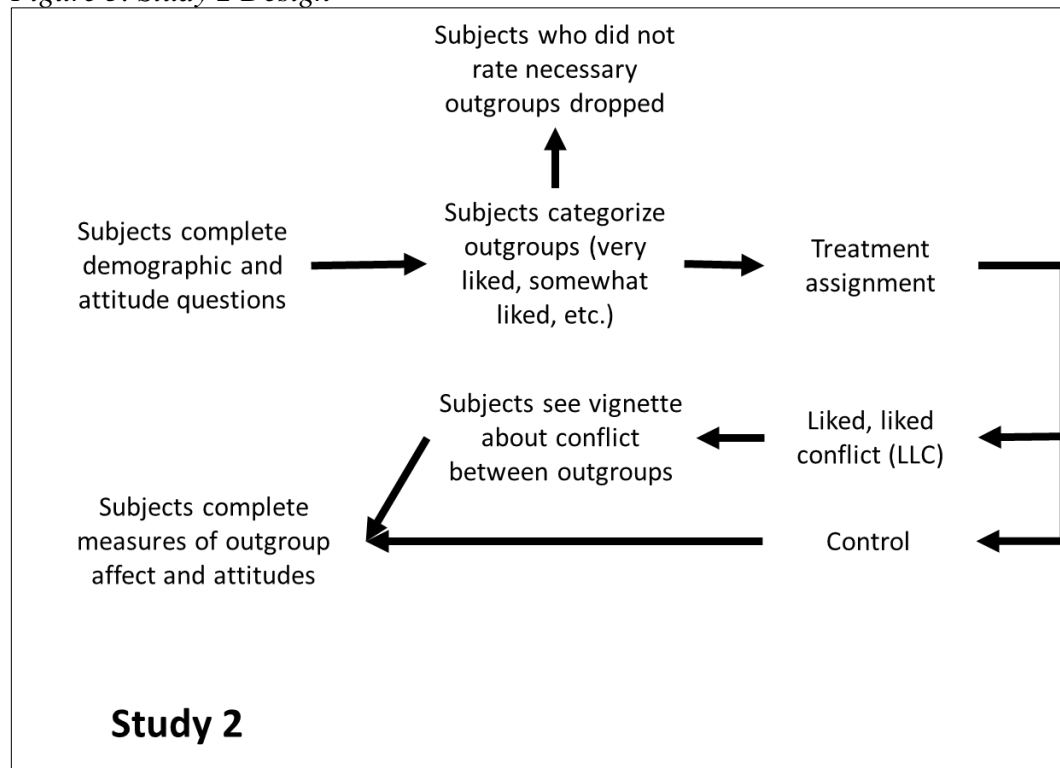 Subjects who did not
rate necessary
outgroups dropped
Subjects complete
demographic and
attitude questions
Subjects categorize
outgroups (very
liked, somewhat
liked, etc.)
Treatment
assignment
Subjects see vignette
about conflict
between outgroups
Liked, liked
conflict (LLC)
Subjects complete
measures of outgroup
affect and attitudes
Control
Study 2